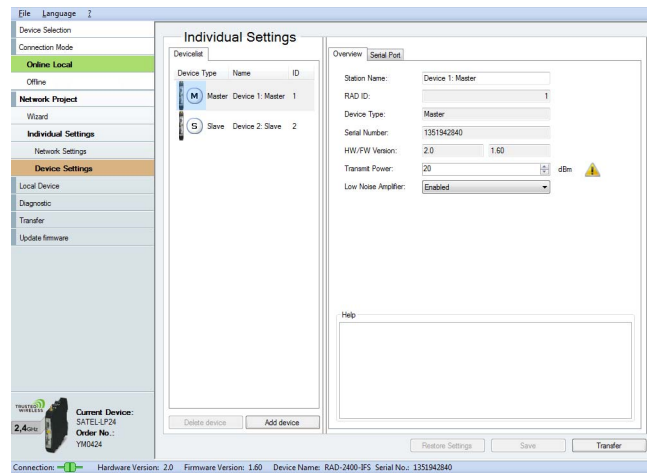 File Language ?
Device Selection
Connection Mode
Online Local
Offline
Network Project
Wizard
Individual Settings
Network Settings
Device Settings
Local Device
Diagnostic
Transfer
Update firmware
TRUSTED WIRELESS
2,4GHz
Current Device:
SATEL-LP24
Order No.:
YM0424
Individual Settings
Devicelist
Device Type Name ID
M Master Device 1: Master 1
S Slave Device 2: Slave 2
Delete device Add device
Overview Serial Port
Station Name: Device 1: Master
RAD ID: 1
Device Type: Master
Serial Number: 1351942840
HW/FW Version: 2.0 1.60
Transmit Power: 20 dBm
Low Noise Amplifier: Enabled
Help
Restore Settings Save Transfer
Connection: Hardware Version: 2.0 Firmware Version: 1.60 Device Name: RAD-2400-IFS Serial No.: 1351942840